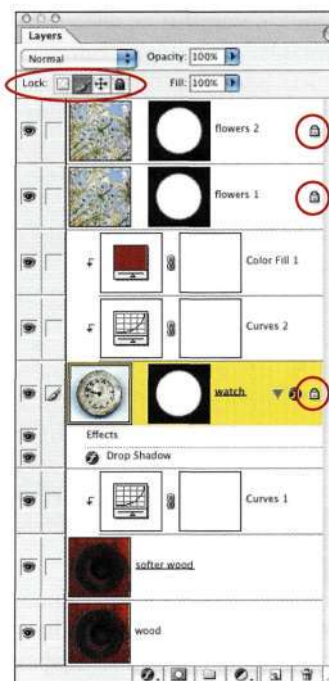 Layers
Normal Opacity: 100%
Lock: Fill: 100%
flowers 2
flowers 1
Color Fill 1
Curves 2
watch
Effects
Drop Shadow
Curves 1
softer wood
wood